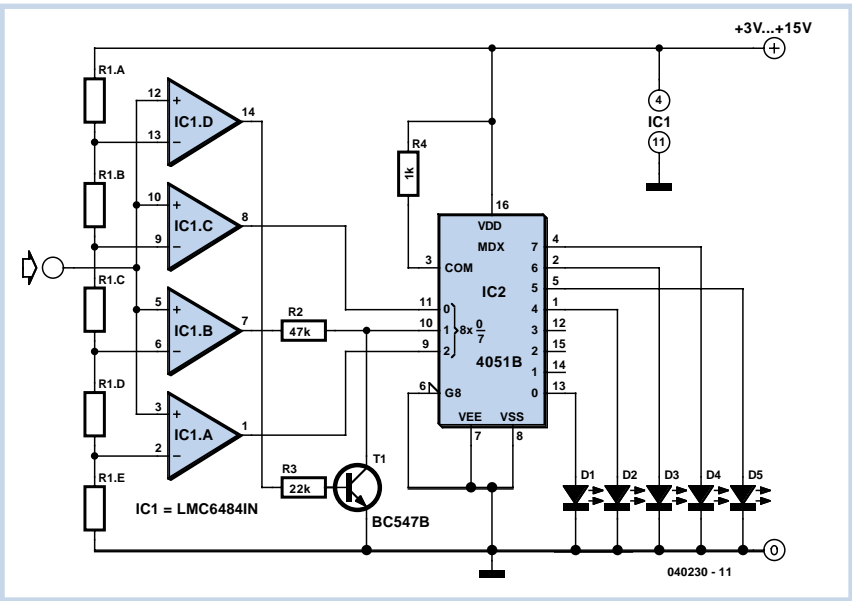 +3V...+15V
+
R1.A
12
+
IC1.D
14
13
−
4
IC1
11
R4
1k
R1.B
10
+
IC1.C
8
9
−
16
VDD
MDX
7
4
3
COM
6
2
IC2
5
5
R1.C
5
+
IC1.B
7
6
−
R2
47k
11
0
4
1
10
1
8x 0/7
3
12
9
2
4051B
2
15
1
14
6
G8
0
13
VEE
VSS
7
8
R1.D
3
+
IC1.A
1
2
−
R1.E
R3
22k
T1
BC547B
IC1 = LMC6484IN
D1
D2
D3
D4
D5
0
040230 - 11